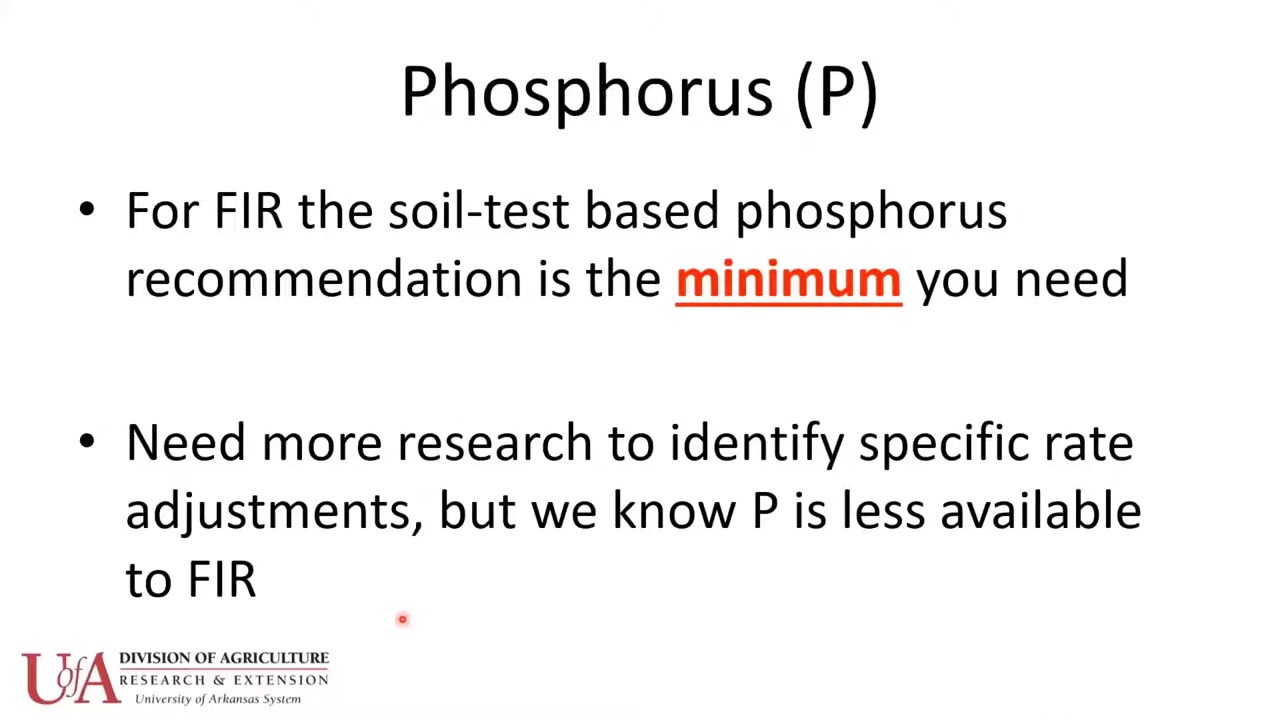 Phosphorus (P)
• For FIR the soil-test based phosphorus
recommendation is the minimum you need
• Need more research to identify specific rate
adjustments, but we know P is less available
to FIR
UofA DIVISION OF AGRICULTURE
RESEARCH & EXTENSION
University of Arkansas System